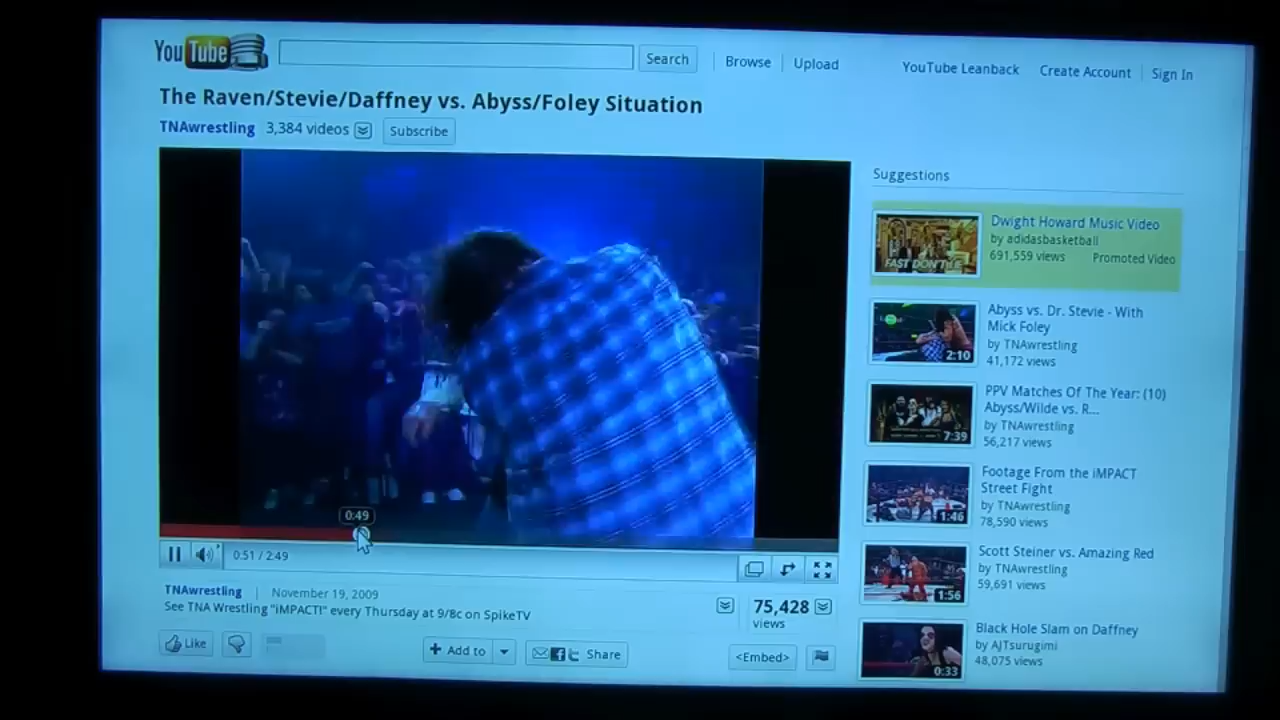 YouTube
Search
Browse
Upload
YouTube Leanback
Create Account
Sign In
The Raven/Stevie/Daffney vs. Abyss/Foley Situation
TNAwrestling 3,384 videos
Subscribe
Suggestions
FAST DON'T LIE
Dwight Howard Music Video
by adidasbasketball
691,559 views Promoted Video
2:10
Abyss vs. Dr. Stevie - With
Mick Foley
by TNAwrestling
41,172 views
7:39
PPV Matches Of The Year: (10)
Abyss/Wilde vs. R...
by TNAwrestling
56,217 views
1:46
Footage From the iMPACT
Street Fight
by TNAwrestling
78,590 views
1:56
Scott Steiner vs. Amazing Red
by TNAwrestling
59,691 views
0:33
Black Hole Slam on Daffney
by AJTsurugimi
48,075 views
0:49
0:51 / 2:49
TNAwrestling November 19, 2009
See TNA Wrestling "iMPACT!" every Thursday at 9/8c on SpikeTV
75,428
views
Like
+ Add to
Share
<Embed>